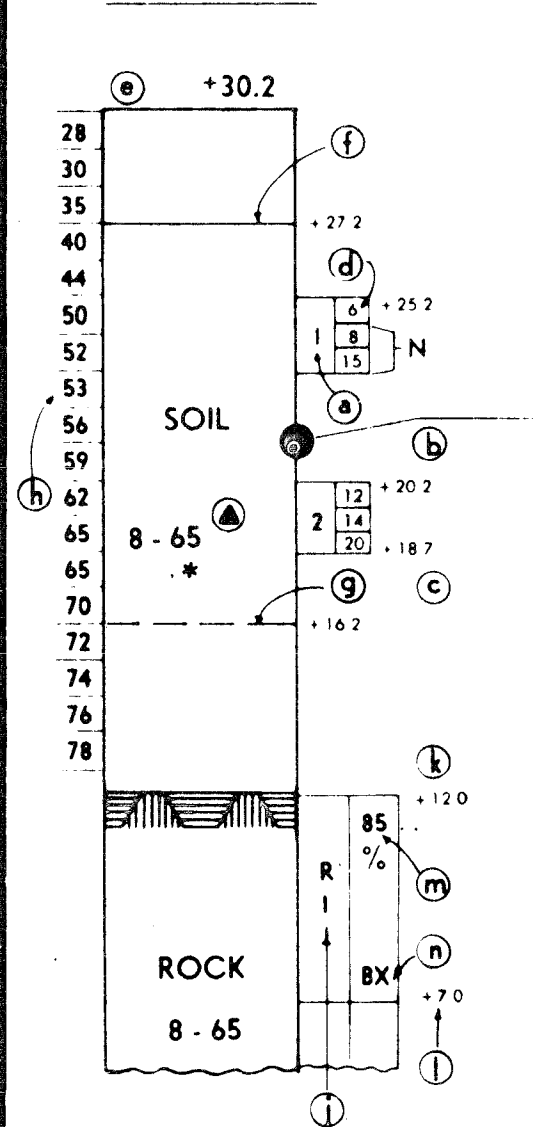 e +30.2
28
f
30
35
+ 27 2
40
d
44
6 + 25 2
50
1 8 N
52 15
53
a
SOIL
56
b
59
h
62 12 + 20 2
2 14
65 8 - 65
20 + 18 7
65 * g c
70
+ 16 2
72
74
76
78 k
+ 12 0
85
%
R m
1
ROCK n
BX
+ 7 0
8 - 65
l
j